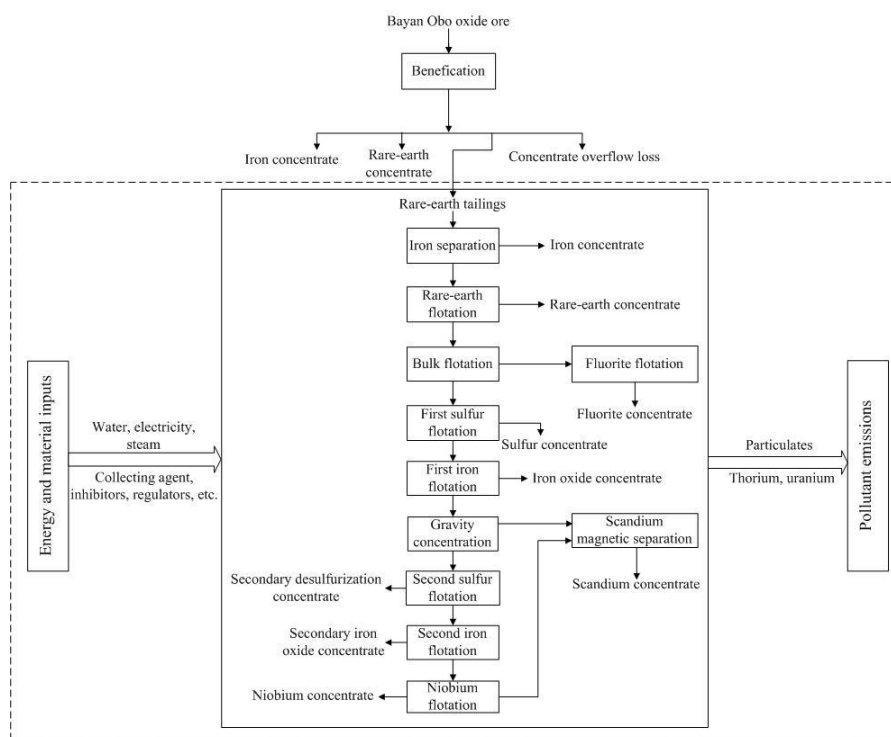 Bayan Obo oxide ore
Benefication
Iron concentrate
Rare-earth
concentrate
Concentrate overflow loss
Rare-earth tailings
Iron separation
Iron concentrate
Rare-earth
flotation
Rare-earth concentrate
Bulk flotation
Fluorite flotation
Fluorite concentrate
First sulfur
flotation
Sulfur concentrate
First iron
flotation
Iron oxide concentrate
Gravity
concentration
Scandium
magnetic separation
Scandium concentrate
Secondary desulfurization
concentrate
Second sulfur
flotation
Secondary iron
oxide concentrate
Second iron
flotation
Niobium concentrate
Niobium
flotation
Energy and material inputs
Water, electricity,
steam
Collecting agent,
inhibitors, regulators, etc.
Particulates
Thorium, uranium
Pollutant emissions